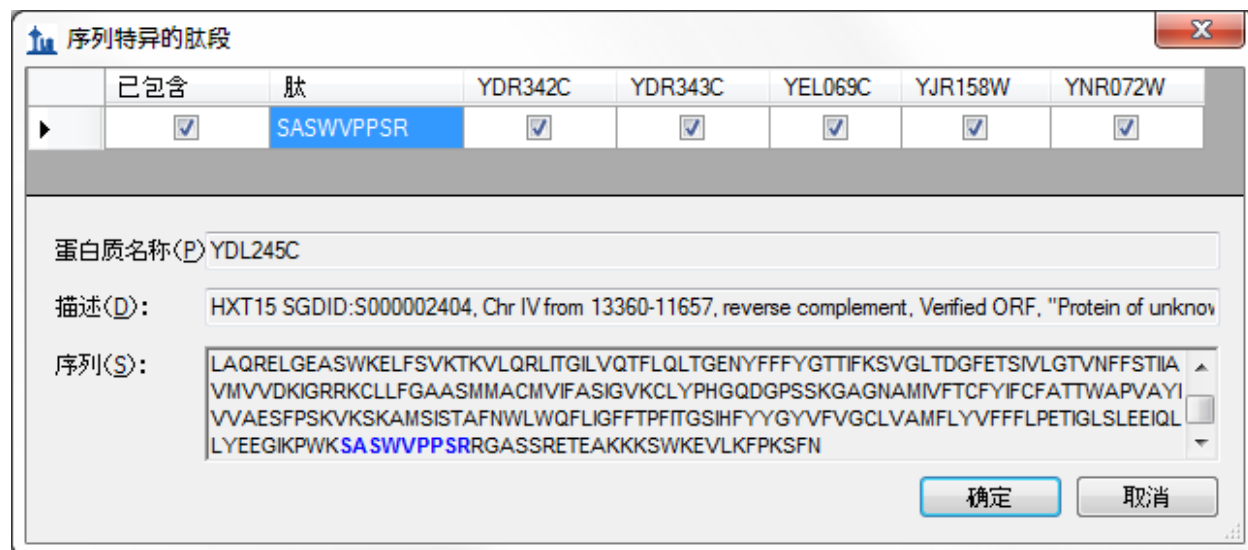 序列特异的肽段
已包含 肽 YDR342C YDR343C YEL069C YJR158W YNR072W
SASWVPPSR
蛋白质名称(P) YDL245C
描述(D): HXT15 SGDID:S000002404, Chr IV from 13360-11657, reverse complement, Verified ORF, "Protein of unknov
序列(S): LAQRELGEASWKELFSVKTKVLQRLITGILVQTFLQLTGENYFFFYGTTIFKSVGLTDGFETSIVLGTVNFFSTIIA
VMVVDKIGRRKCLLFGAASMMACMVIFASIGVKCLYPHGQDGPSSKGAGNAMIVFTCFYIFCFATTWAPVAYI
VVAESFPSKVKSKAMSISTAFNWLWQFLIGFFTPFITGSIHFYYGYVFVGCLVAMFLYVFFFLPETIGLSLEEIQL
LYEEGIKPWKSASWVPPSRRGASSRETEAKKKSWKEVLKFPKSFN
确定 取消